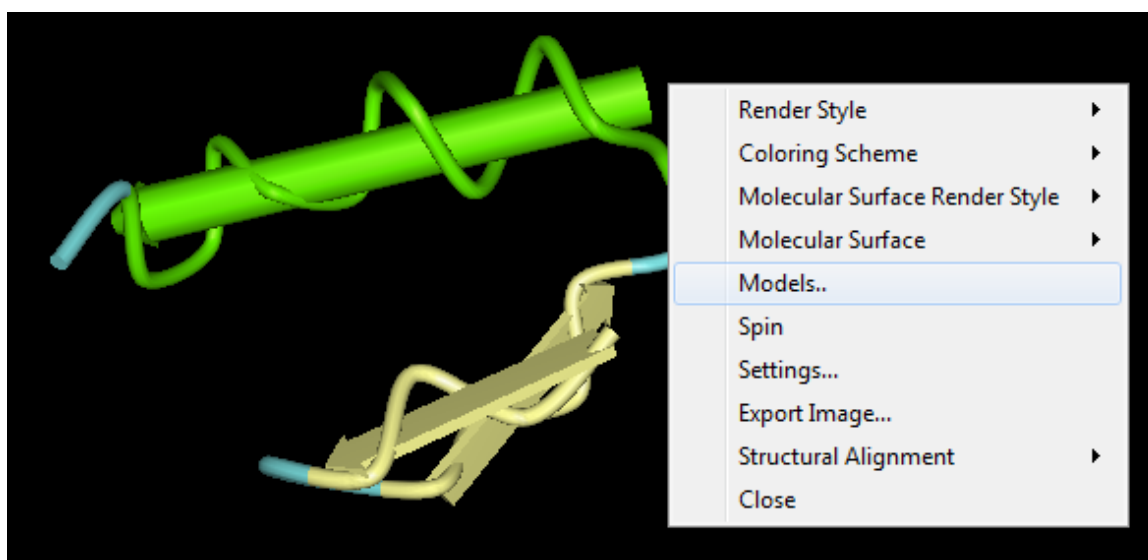 Render Style
Coloring Scheme
Molecular Surface Render Style
Molecular Surface
Models..
Spin
Settings...
Export Image...
Structural Alignment
Close